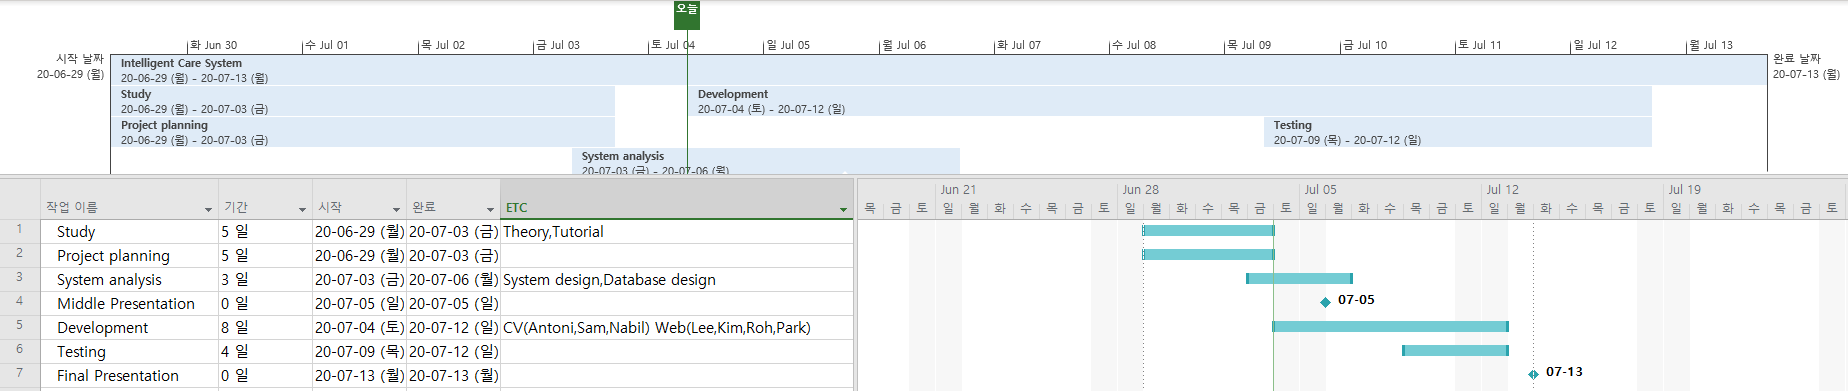 오늘
화 Jun 30 수 Jul 01 목 Jul 02 금 Jul 03 토 Jul 04 일 Jul 05 월 Jul 06 화 Jul 07 수 Jul 08 목 Jul 09 금 Jul 10 토 Jul 11 일 Jul 12 월 Jul 13
시작 날짜
20-06-29 (월)
완료 날짜
20-07-13 (월)
Intelligent Care System
20-06-29 (월) - 20-07-13 (월)
Study
20-06-29 (월) - 20-07-03 (금)
Development
20-07-04 (토) - 20-07-12 (일)
Project planning
20-06-29 (월) - 20-07-03 (금)
Testing
20-07-09 (목) - 20-07-12 (일)
System analysis
20-07-03 (금) - 20-07-06 (월)
작업 이름 기간 시작 완료 ETC
Jun 21 Jun 28 Jul 05 Jul 12 Jul 19
목 금 토 일 월 화 수 목 금 토 일 월 화 수 목 금 토 일 월 화 수 목 금 토 일 월 화 수 목 금 토 일 월 화 수 목 금 토
1 Study 5 일 20-06-29 (월) 20-07-03 (금) Theory,Tutorial
2 Project planning 5 일 20-06-29 (월) 20-07-03 (금)
3 System analysis 3 일 20-07-03 (금) 20-07-06 (월) System design,Database design
4 Middle Presentation 0 일 20-07-05 (일) 20-07-05 (일) 07-05
5 Development 8 일 20-07-04 (토) 20-07-12 (일) CV(Antoni,Sam,Nabil) Web(Lee,Kim,Roh,Park)
6 Testing 4 일 20-07-09 (목) 20-07-12 (일)
7 Final Presentation 0 일 20-07-13 (월) 20-07-13 (월) 07-13